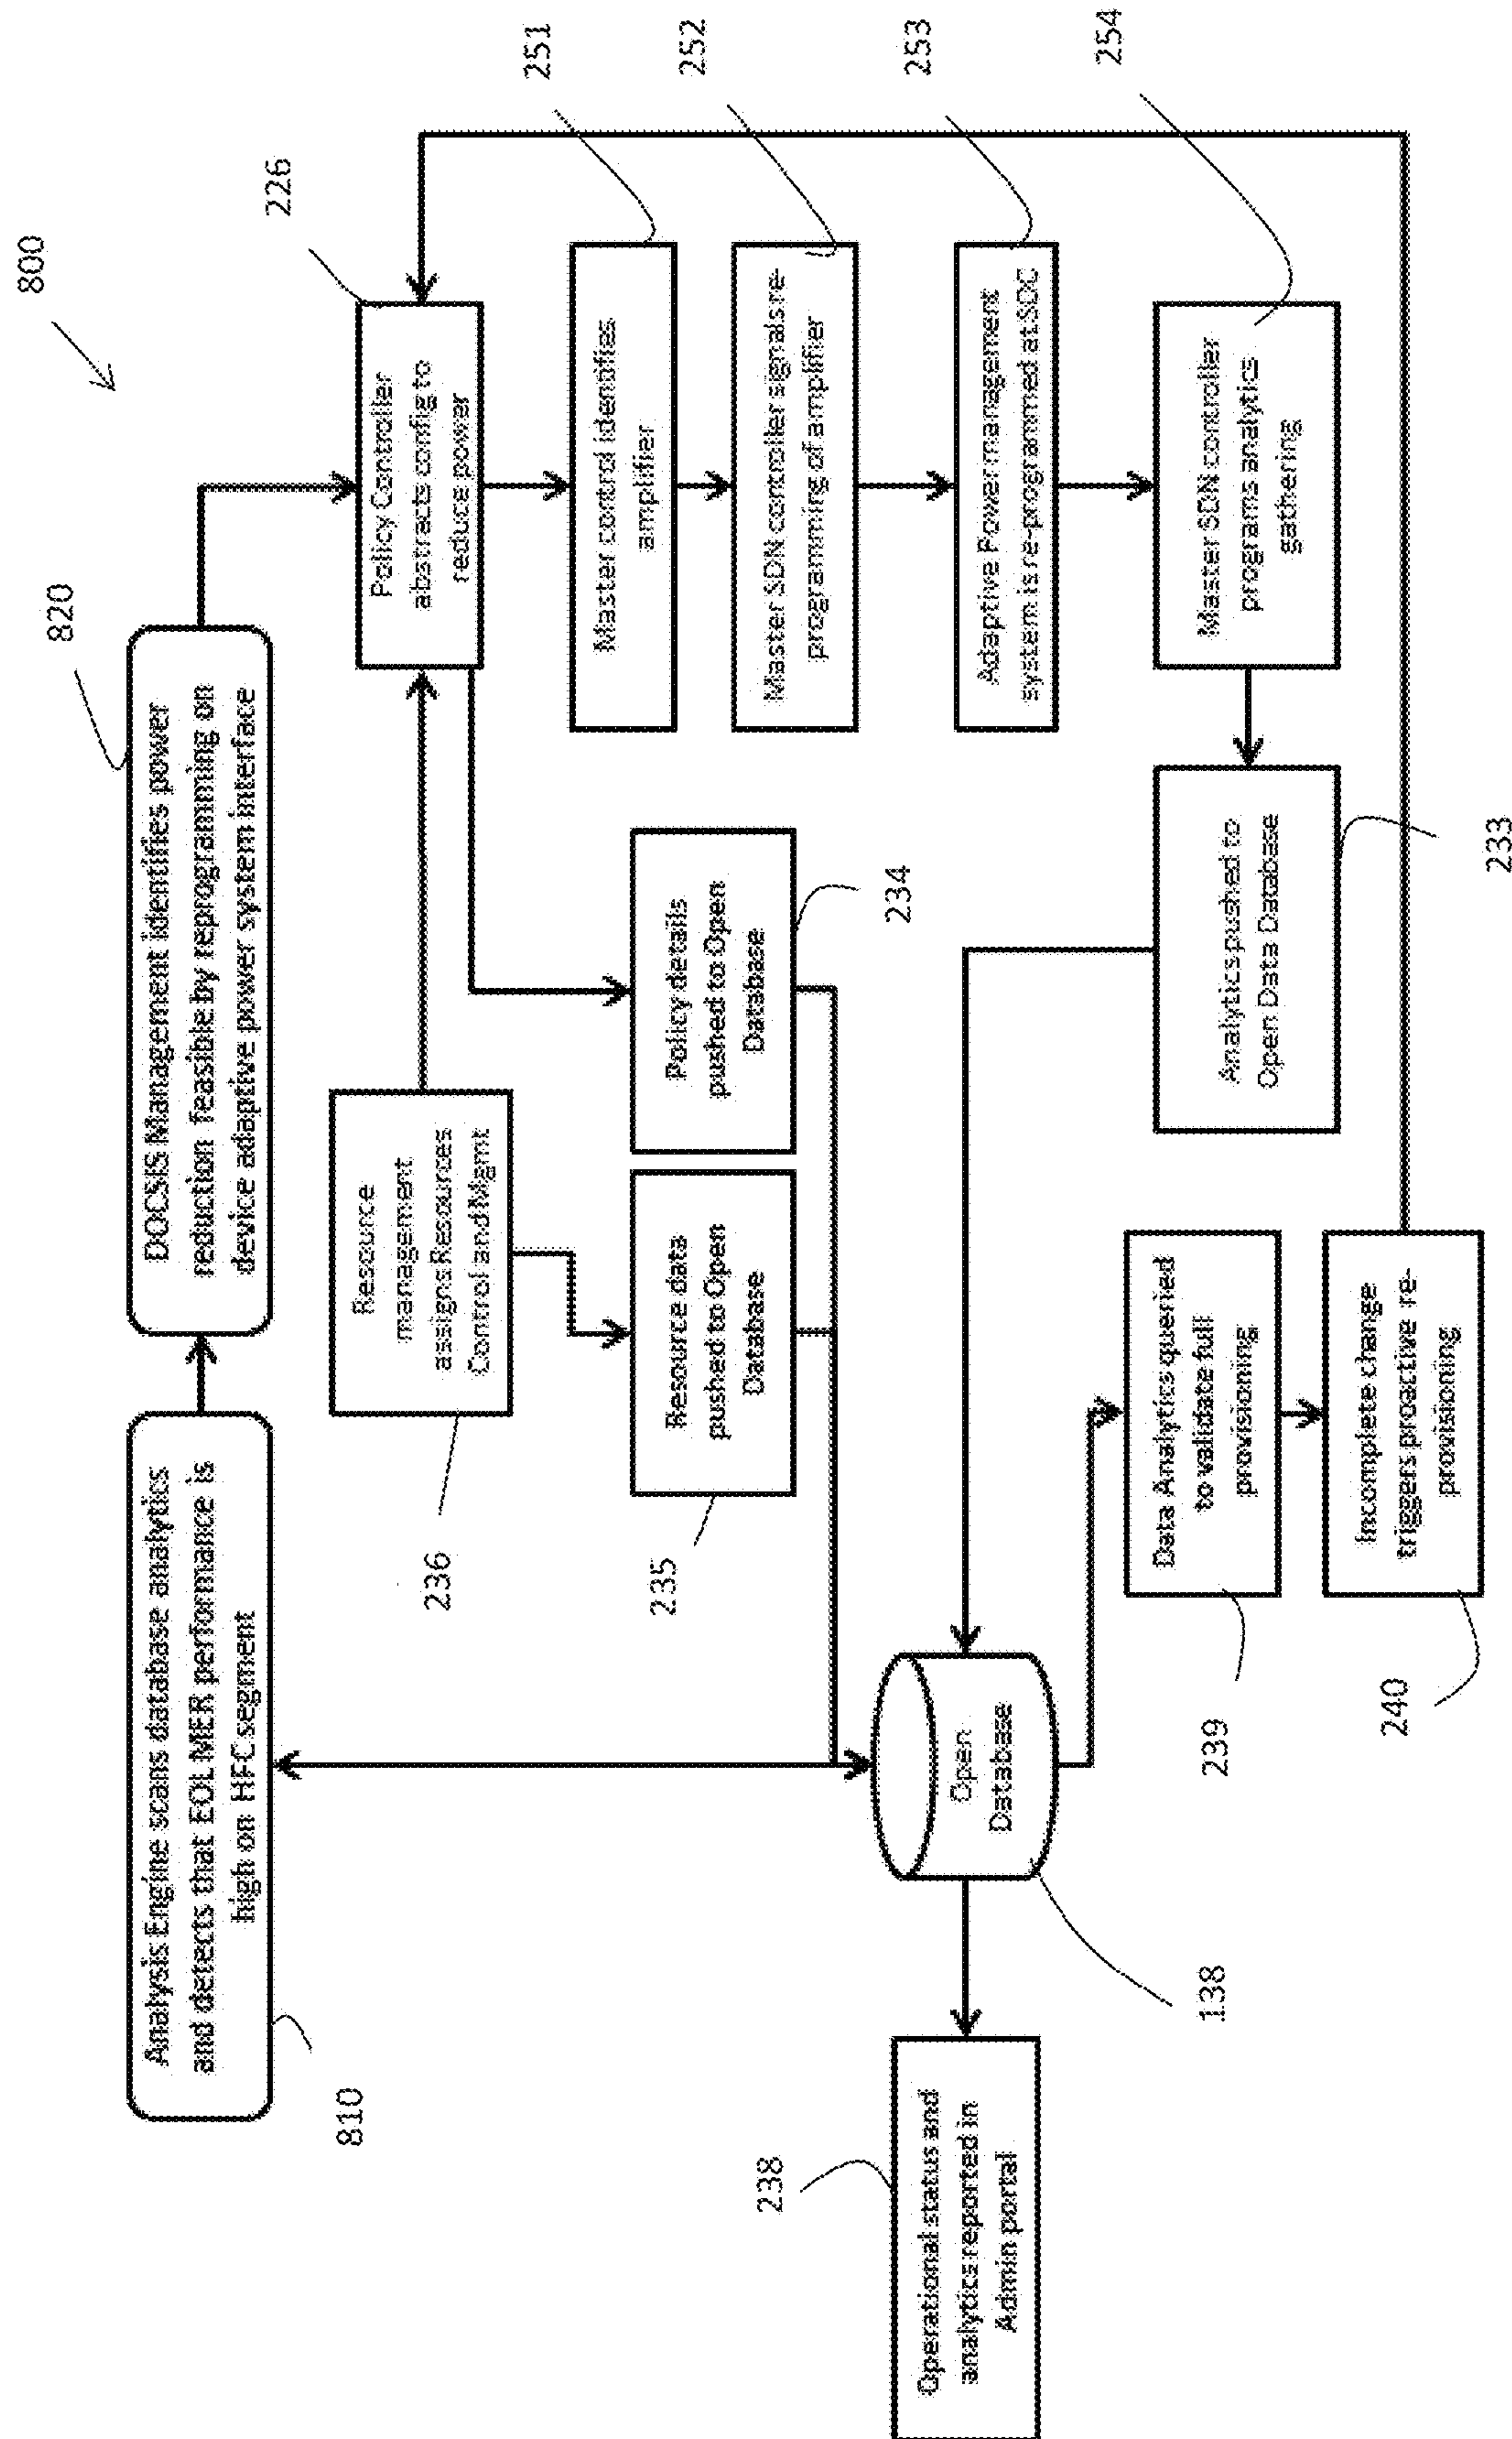 800
Analysis Engine scans database analytics
and detects that EOL MER performance is
high on HFC segment
810
DOCSIS Management identifies power
reduction feasible by reprogramming on
device adaptive power system interface
820
Resource
management
assigns Resources
Control and Mgmt
236
Policy Controller
abstracts config to
reduce power
226
Master control identifies
amplifier
251
Resource data
pushed to Open
Database
235
Policy details
pushed to Open
Database
234
Master SDN controller signals re-
programming of amplifier
252
Operational status and
analytics reported in
Admin portal
238
Open
Database
138
Adaptive Power management
system is re-programmed at SDC
253
Data Analytics queried
to validate full
provisioning
239
Analytics pushed to
Open Data Database
233
Master SDN controller
programs analytics
gathering
254
Incomplete change
triggers proactive re-
provisioning
240